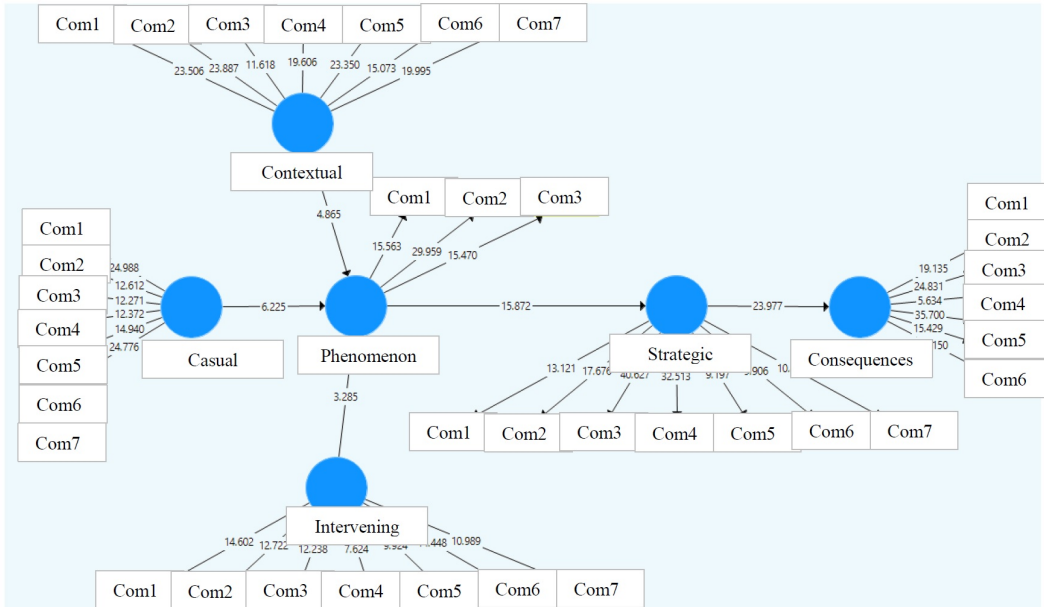 Com1 Com2 Com3 Com4 Com5 Com6 Com7
23.506 23.887 11.618 19.606 23.350 15.073 19.995
Contextual
4.865
Com1 Com2 Com3
15.563 29.959 15.470
Com1
Com2
Com3
Com4
Com5
Com6
Com7
24.988
12.612
12.271
12.372
14.940
24.776
Casual
6.225
Phenomenon
15.872
Strategic
23.977
Consequences
19.135
24.831
5.634
35.700
15.429
Com1
Com2
Com3
Com4
Com5
Com6
13.121 17.676 40.627 32.513 9.197
Com1 Com2 Com3 Com4 Com5 Com6 Com7
3.285
Intervening
14.602 12.722 12.238 7.624 9.924 10.989
Com1 Com2 Com3 Com4 Com5 Com6 Com7